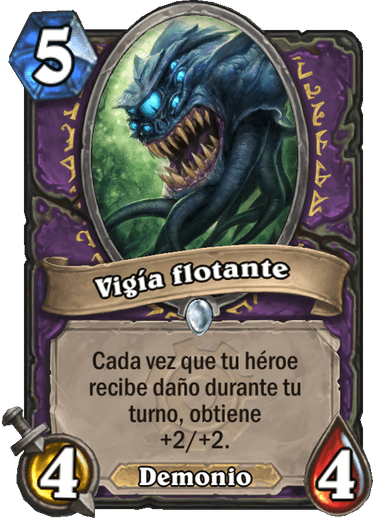 5
Vigía flotante
Cada vez que tu héroe
recibe daño durante tu
turno, obtiene
+2/+2.
4
Demonio
4